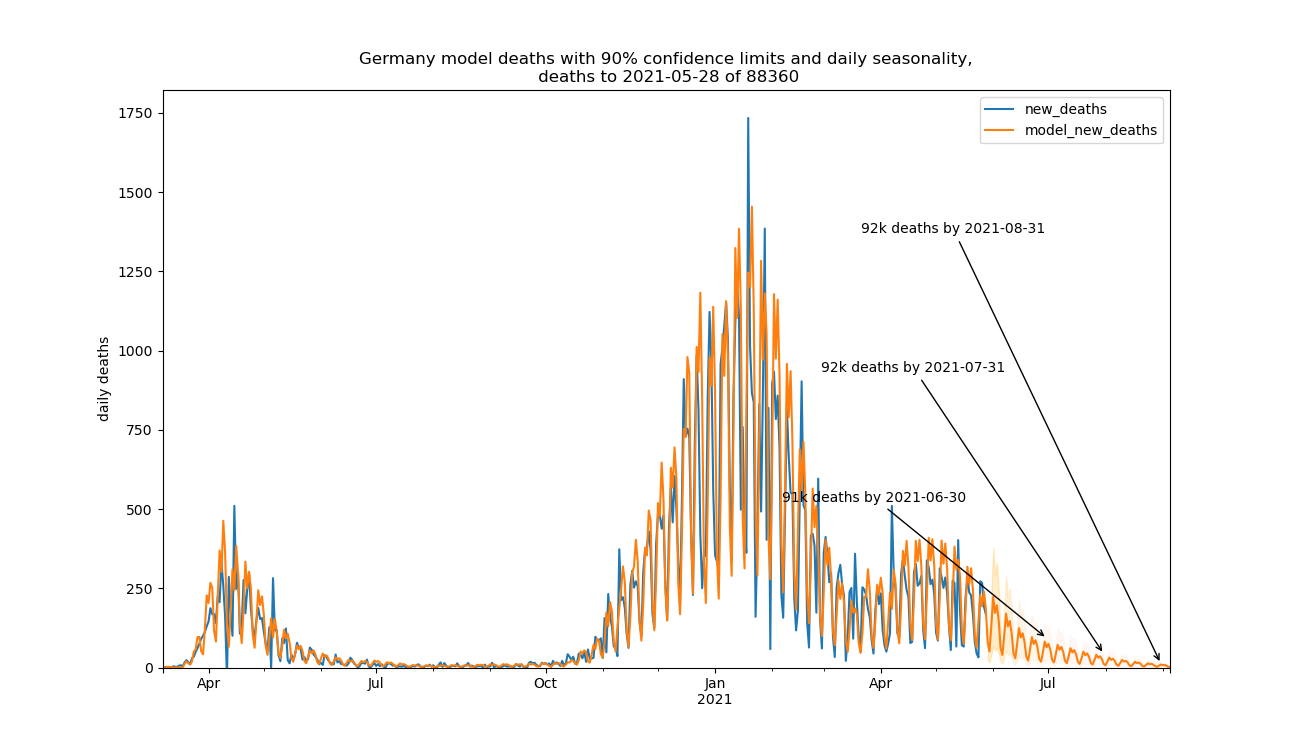 Germany model deaths with 90% confidence limits and daily seasonality,
deaths to 2021-05-28 of 88360
new_deaths
model_new_deaths
daily deaths
1750
1500
1250
1000
750
500
250
0
92k deaths by 2021-08-31
92k deaths by 2021-07-31
91k deaths by 2021-06-30
Apr
Jul
Oct
Jan
2021
Apr
Jul